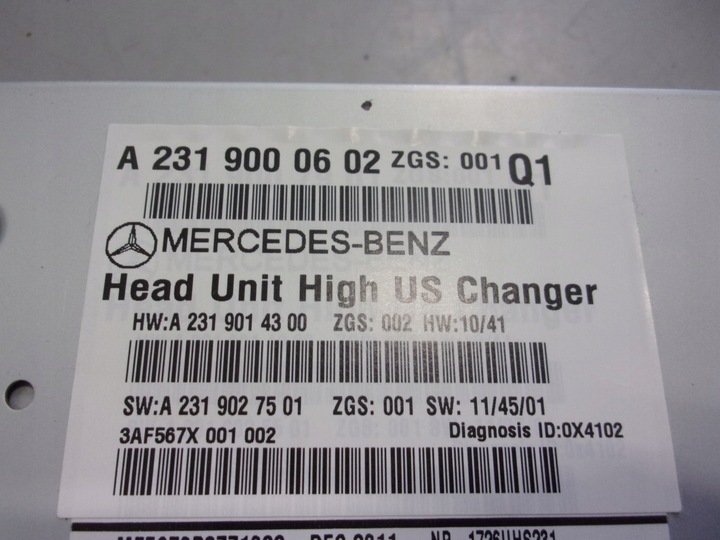 A 231 900 06 02 ZGS: 001 Q1
MERCEDES-BENZ
Head Unit High US Changer
HW:A 231 901 43 00 ZGS: 002 HW:10/41
SW:A 231 902 75 01 ZGS: 001 SW: 11/45/01
3AF567X 001 002 Diagnosis ID:0X4102